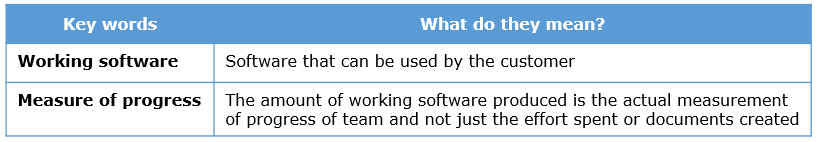 Key words What do they mean?
Working software Software that can be used by the customer
Measure of progress The amount of working software produced is the actual measurement
of progress of team and not just the effort spent or documents created